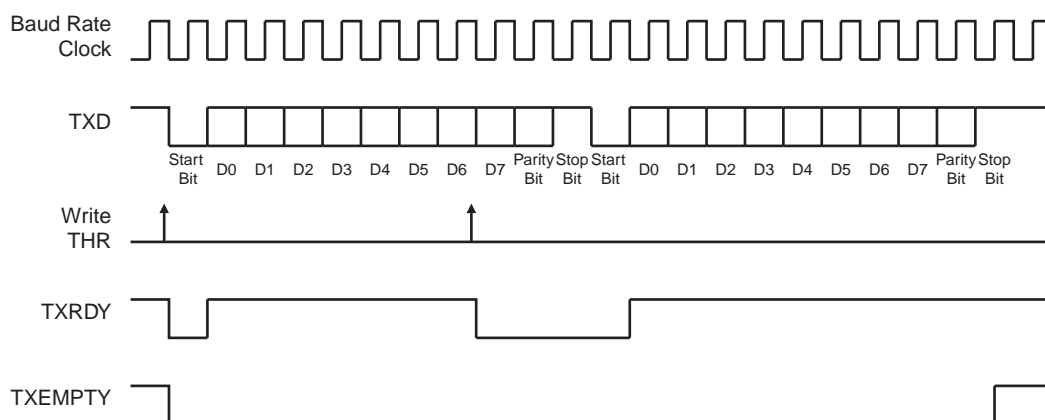 Baud Rate
Clock
TXD
Start
Bit
D0
D1
D2
D3
D4
D5
D6
D7
Parity
Bit
Stop
Bit
Start
Bit
D0
D1
D2
D3
D4
D5
D6
D7
Parity
Bit
Stop
Bit
Write
THR
TXRDY
TXEMPTY